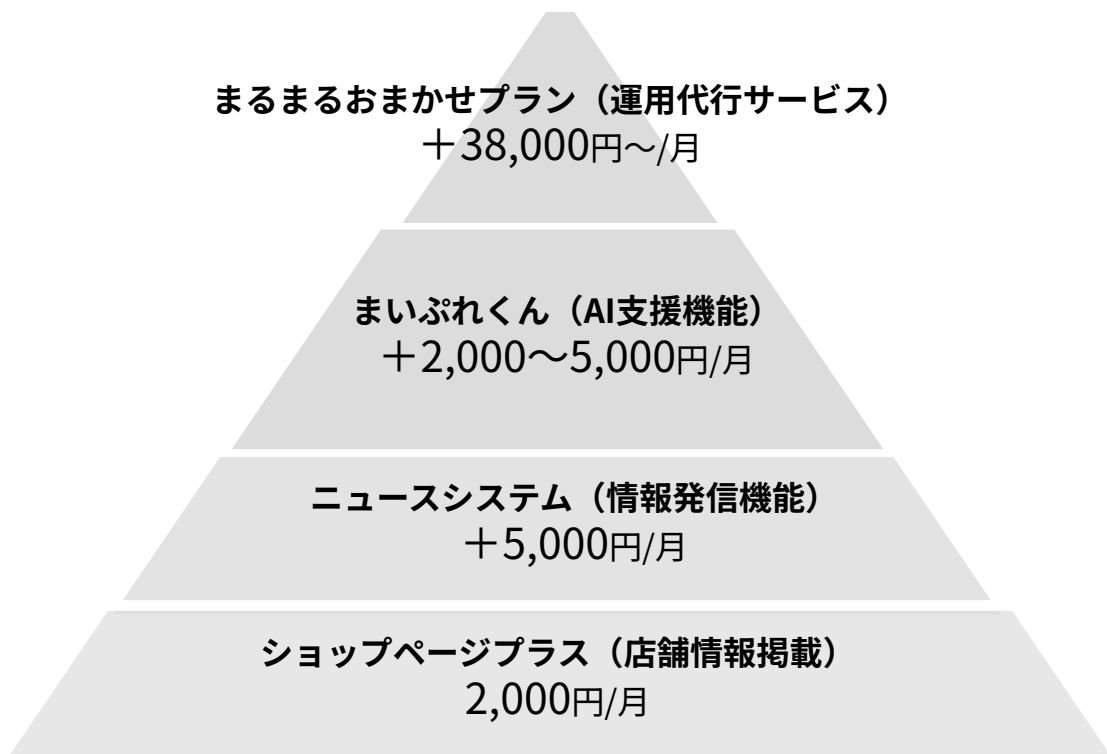 まるまるおまかせプラン（運用代行サービス）
＋38,000円～/月
まいぷれくん（AI支援機能）
＋2,000～5,000円/月
ニュースシステム（情報発信機能）
＋5,000円/月
ショップページプラス（店舗情報掲載）
2,000円/月